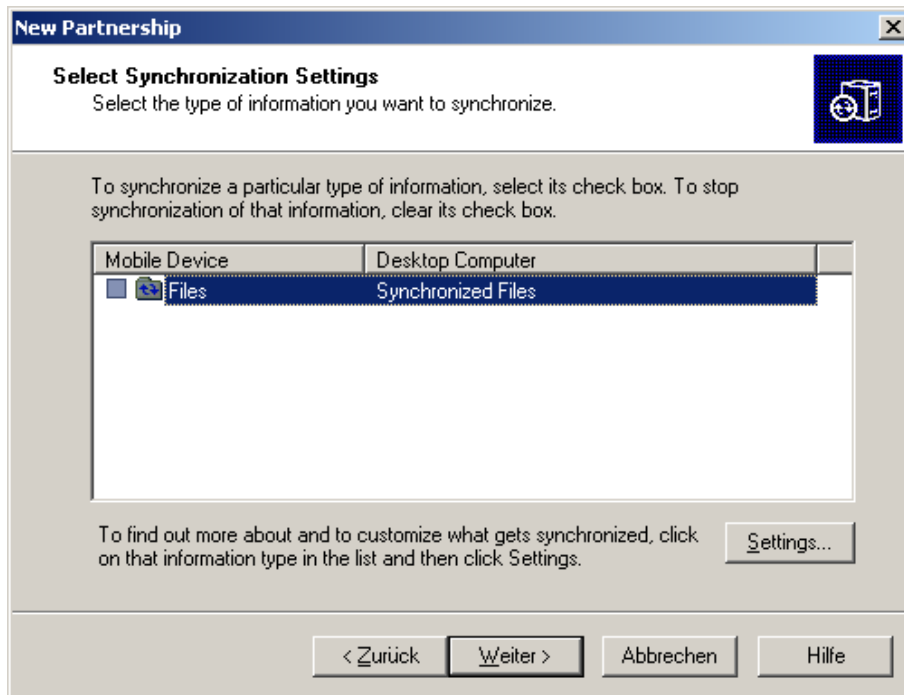 New Partnership
Select Synchronization Settings
Select the type of information you want to synchronize.
To synchronize a particular type of information, select its check box. To stop
synchronization of that information, clear its check box.
Mobile Device Desktop Computer
Files Synchronized Files
To find out more about and to customize what gets synchronized, click
on that information type in the list and then click Settings.
Settings...
< Zurück Weiter > Abbrechen Hilfe